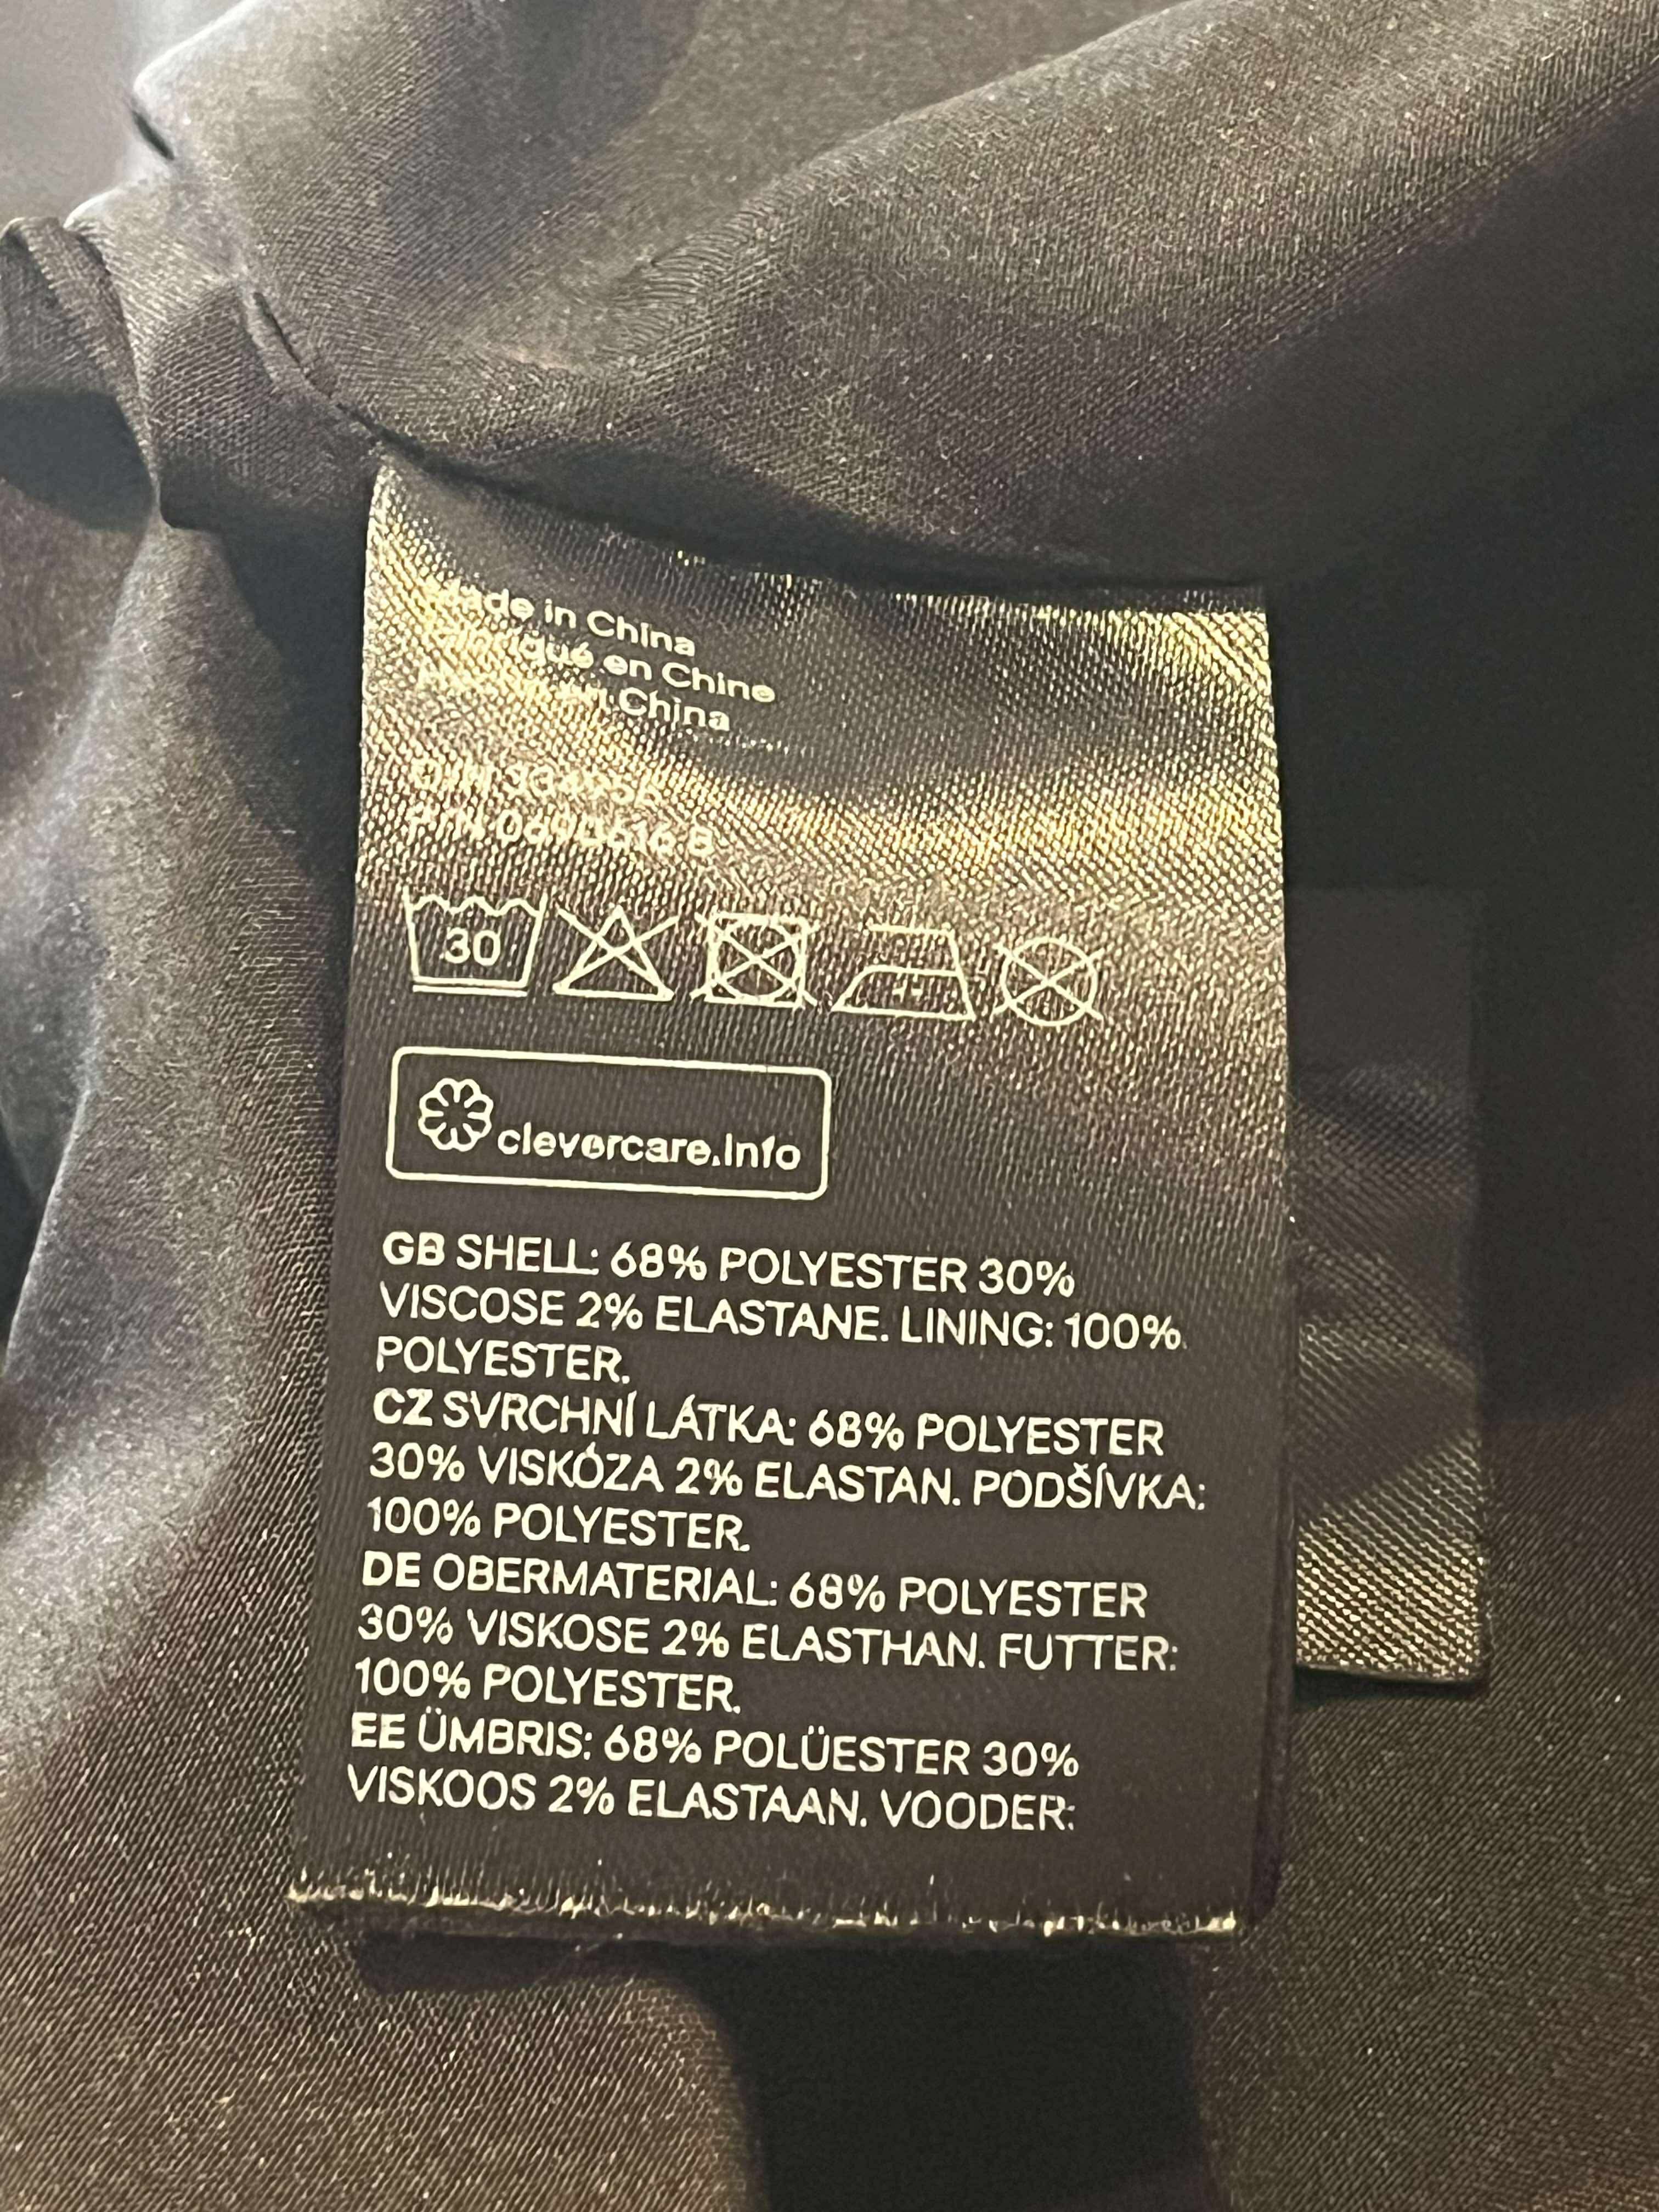 in China
en Chine
China
30
clevercare.info
GB SHELL: 68% POLYESTER 30%
VISCOSE 2% ELASTANE. LINING: 100%
POLYESTER.
CZ SVRCHNÍ LÁTKA: 68% POLYESTER
30% VISKÓZA 2% ELASTAN. PODŠÍVKA:
100% POLYESTER.
DE OBERMATERIAL: 68% POLYESTER
30% VISKOSE 2% ELASTHAN. FUTTER:
100% POLYESTER.
EE ÜMBRIS: 68% POLÜESTER 30%
VISKOOS 2% ELASTAAN. VOODER: